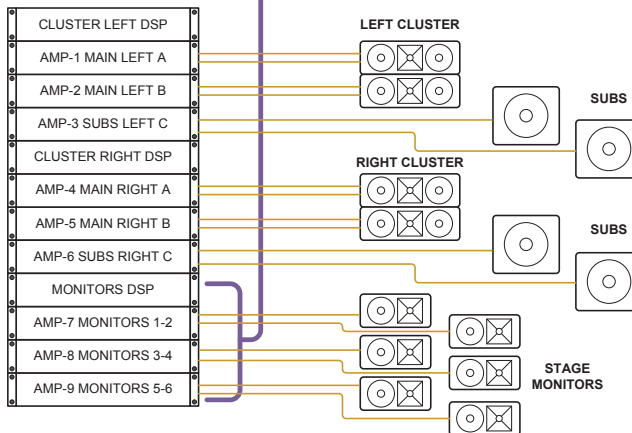 CLUSTER LEFT DSP
AMP-1 MAIN LEFT A
AMP-2 MAIN LEFT B
AMP-3 SUBS LEFT C
CLUSTER RIGHT DSP
AMP-4 MAIN RIGHT A
AMP-5 MAIN RIGHT B
AMP-6 SUBS RIGHT C
MONITORS DSP
AMP-7 MONITORS 1-2
AMP-8 MONITORS 3-4
AMP-9 MONITORS 5-6
LEFT CLUSTER
SUBS
RIGHT CLUSTER
SUBS
STAGE
MONITORS